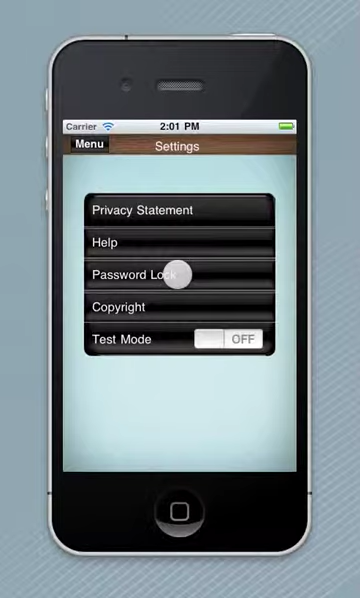 Carrier 2:01 PM
Menu Settings
Privacy Statement
Help
Password Lock
Copyright
Test Mode OFF